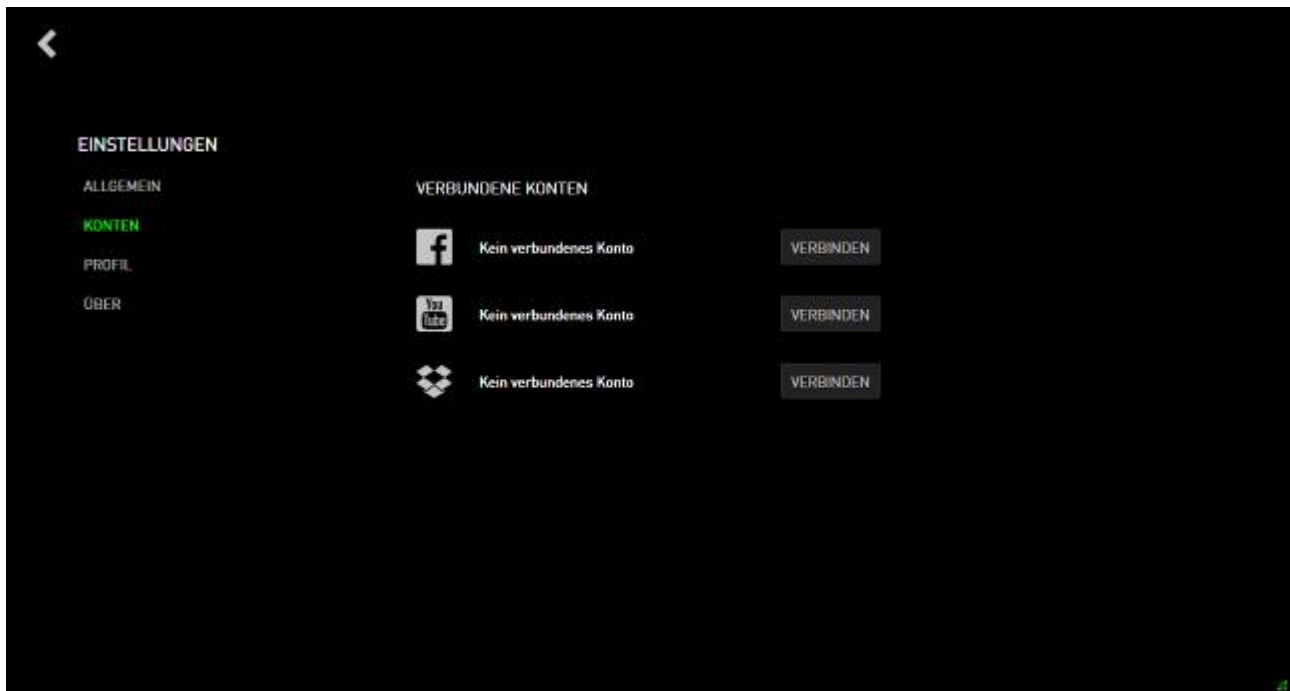 EINSTELLUNGEN
ALLGEMEIN
KONTEN
PROFIL
ÜBER
VERBUNDENE KONTEN
Kein verbundenes Konto
VERBINDEN
You
Tube
Kein verbundenes Konto
VERBINDEN
Kein verbundenes Konto
VERBINDEN